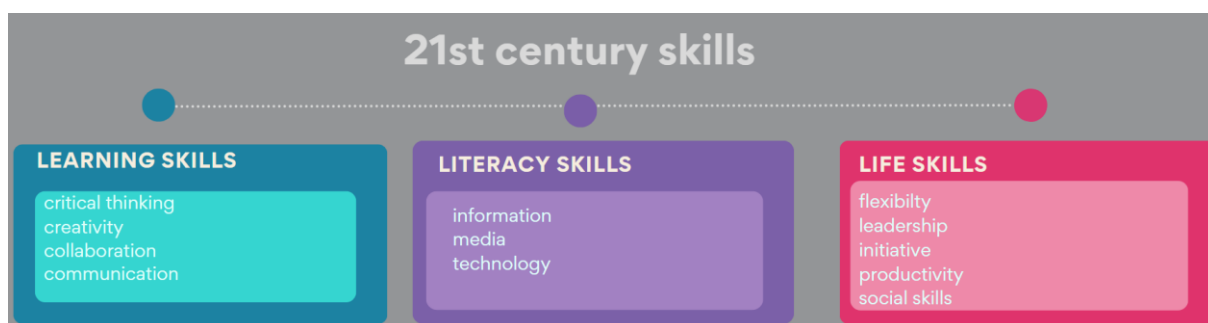 21st century skills
LEARNING SKILLS
critical thinking
creativity
collaboration
communication
LITERACY SKILLS
information
media
technology
LIFE SKILLS
flexibilty
leadership
initiative
productivity
social skills